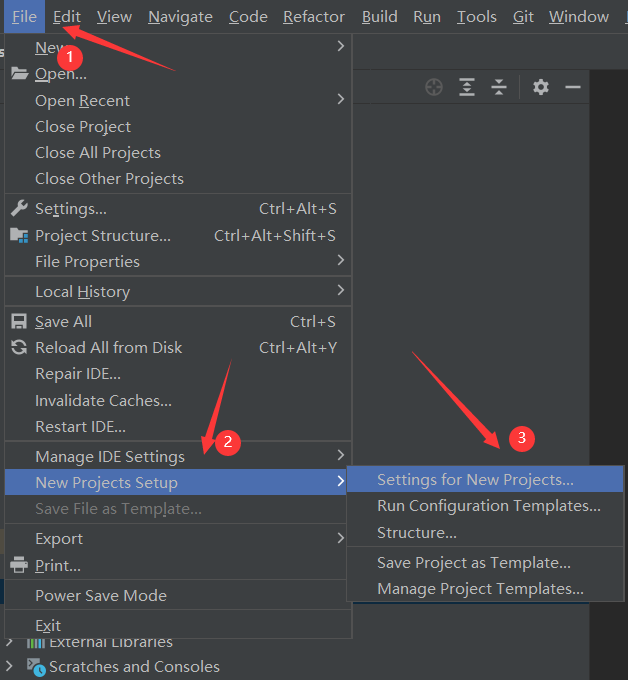 File Edit View Navigate Code Refactor Build Run Tools Git Window
1
New
Open...
Open Recent
Close Project
Close All Projects
Close Other Projects
Settings... Ctrl+Alt+S
Project Structure... Ctrl+Alt+Shift+S
File Properties
Local History
Save All Ctrl+S
Reload All from Disk Ctrl+Alt+Y
Repair IDE...
Invalidate Caches...
Restart IDE...
2
3
Manage IDE Settings
New Projects Setup
Settings for New Projects...
Save File as Template...
Run Configuration Templates...
Structure...
Export
Print...
Save Project as Template...
Power Save Mode
Manage Project Templates...
Exit
External Libraries
Scratches and Consoles